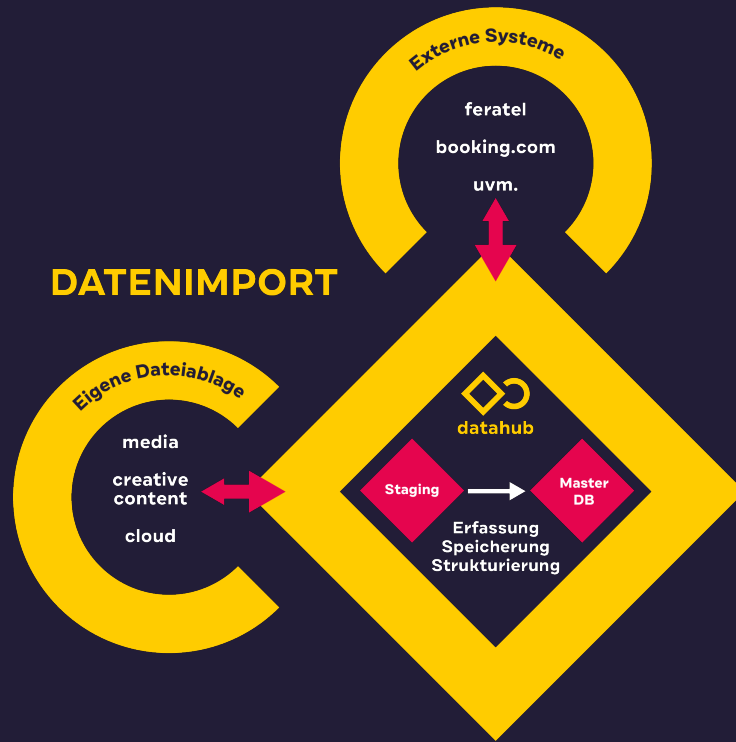 Externe Systeme
feratel
booking.com
uvm.
DATENIMPORT
Eigene Dateiablage
media
creative
content
cloud
datahub
Staging
Master
DB
Erfassung
Speicherung
Strukturierung